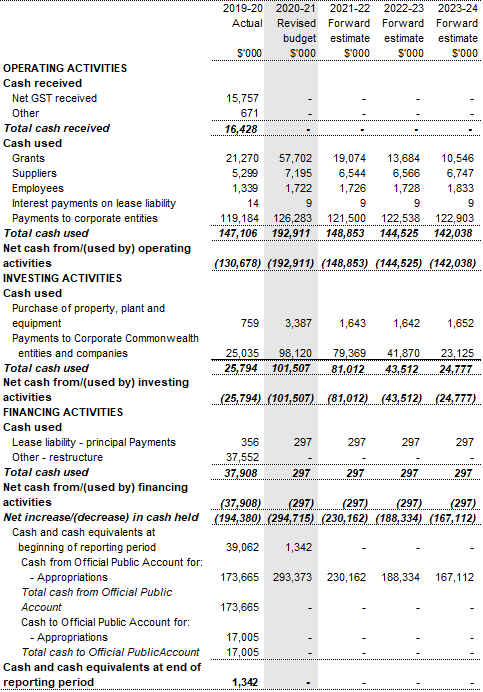 2019-20 2020-21 2021-22 2022-23 2023-24
Actual Revised Forward Forward Forward
budget estimate estimate estimate
$'000 $'000 $'000 $'000 $'000
OPERATING ACTIVITIES
Cash received
Net GST received 15,757 - - - -
Other 671 - - - -
Total cash received 16,428 - - - -
Cash used
Grants 21,270 57,702 19,074 13,684 10,546
Suppliers 5,299 7,195 6,544 6,566 6,747
Employees 1,339 1,722 1,726 1,728 1,833
Interest payments on lease liability 14 9 9 9 9
Payments to corporate entities 119,184 126,283 121,500 122,538 122,903
Total cash used 147,106 192,911 148,853 144,525 142,038
Net cash from/(used by) operating
activities (130,678) (192,911) (148,853) (144,525) (142,038)
INVESTING ACTIVITIES
Cash used
Purchase of property, plant and
equipment 759 3,387 1,643 1,642 1,652
Payments to Corporate Commonwealth
entities and companies 25,035 98,120 79,369 41,870 23,125
Total cash used 25,794 101,507 81,012 43,512 24,777
Net cash from/(used by) investing
activities (25,794) (101,507) (81,012) (43,512) (24,777)
FINANCING ACTIVITIES
Cash used
Lease liability - principal Payments 356 297 297 297 297
Other - restructure 37,552 - - - -
Total cash used 37,908 297 297 297 297
Net cash from/(used by) financing
activities (37,908) (297) (297) (297) (297)
Net increase/(decrease) in cash held (194,380) (294,715) (230,162) (188,334) (167,112)
Cash and cash equivalents at
beginning of reporting period 39,062 1,342 - - -
Cash from Official Public Account for:
- Appropriations 173,665 293,373 230,162 188,334 167,112
Total cash from Official Public
Account 173,665 - - - -
Cash to Official Public Account for:
- Appropriations 17,005 - - - -
Total cash to Official PublicAccount 17,005 - - - -
Cash and cash equivalents at end of
reporting period 1,342 - - - -